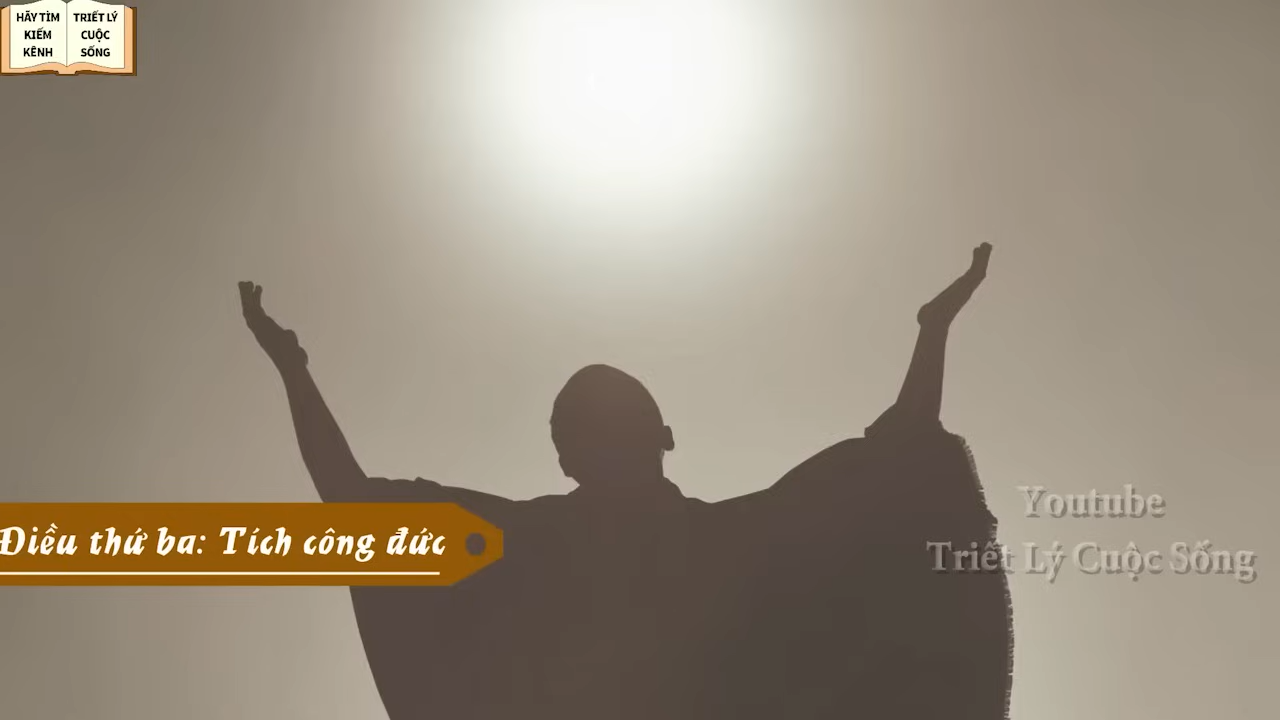 HÃY TÌM
KIẾM
KÊNH
TRIẾT LÝ
CUỘC
SỐNG
Điều thứ ba: Tích công đức
Youtube
Triết Lý Cuộc Sống